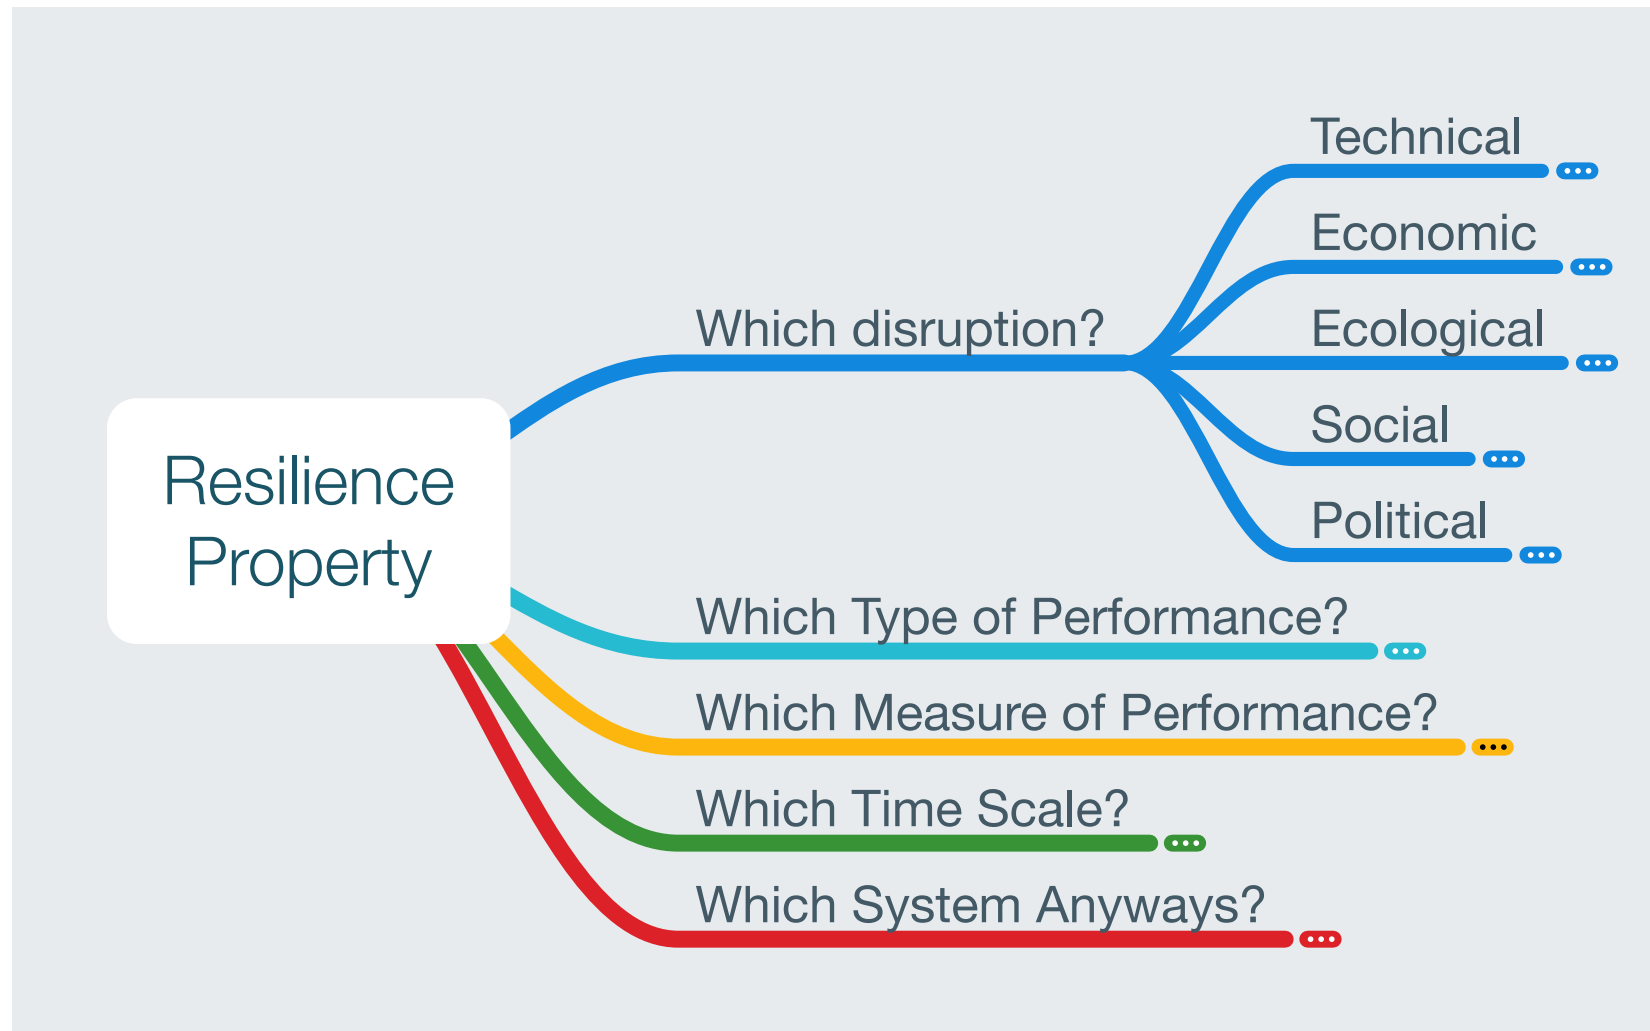 Resilience
Property
Which disruption?
Technical
Economic
Ecological
Social
Political
Which Type of Performance?
Which Measure of Performance?
Which Time Scale?
Which System Anyways?